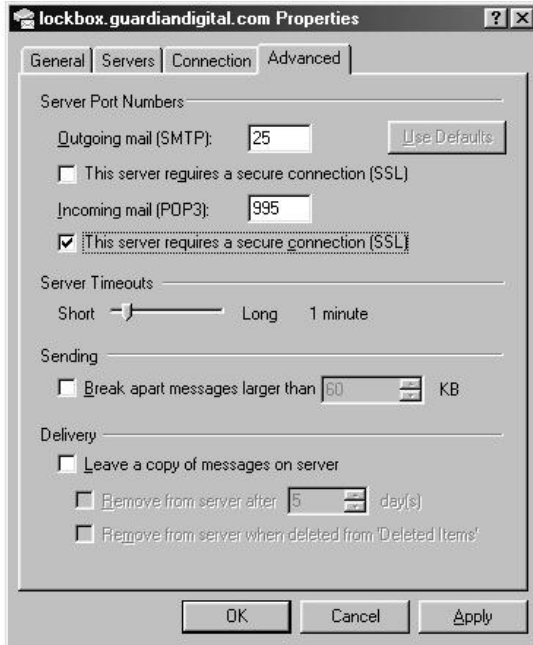 lockbox.guardiandigital.com Properties
General Servers Connection Advanced
Server Port Numbers
Outgoing mail (SMTP): 25 Use Defaults
This server requires a secure connection (SSL)
Incoming mail (POP3): 995
This server requires a secure connection (SSL)
Server Timeouts
Short Long 1 minute
Sending
Break apart messages larger than 60 KB
Delivery
Leave a copy of messages on server
Remove from server after 5 day(s)
Remove from server when deleted from 'Deleted Items'
OK Cancel Apply